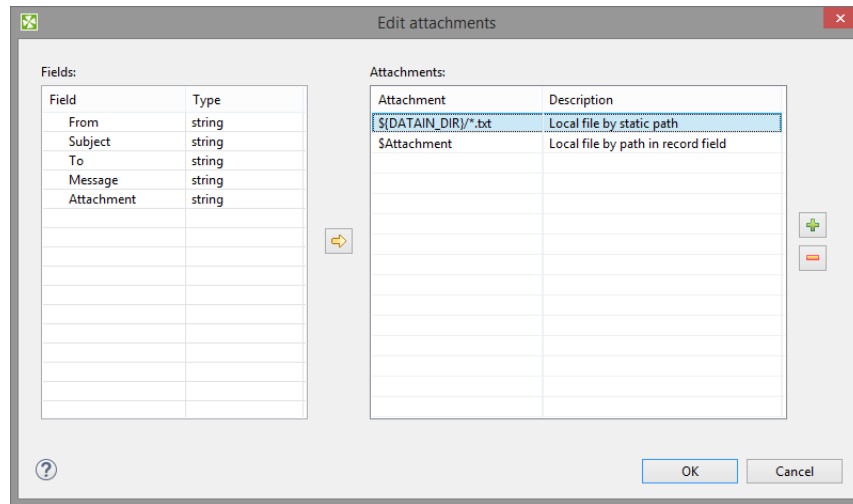 Edit attachments
Fields:
Attachments:
Field Type
From string
Subject string
To string
Message string
Attachment string
Attachment Description
${DATAIN_DIR}/*.txt Local file by static path
$Attachment Local file by path in record field
OK Cancel